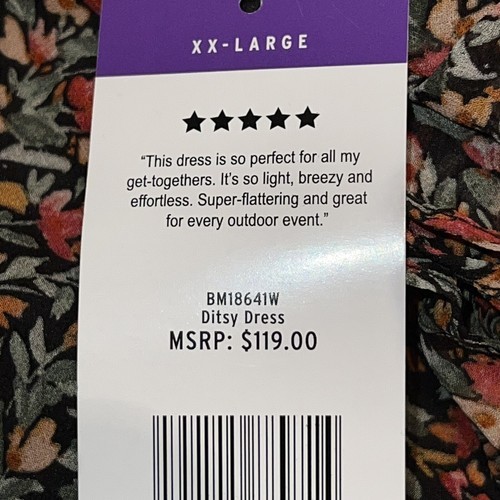 XX-LARGE
★★★★★
“This dress is so perfect for all my
get-togethers. It’s so light, breezy and
effortless. Super-flattering and great
for every outdoor event.”
BM18641W
Ditsy Dress
MSRP: $119.00